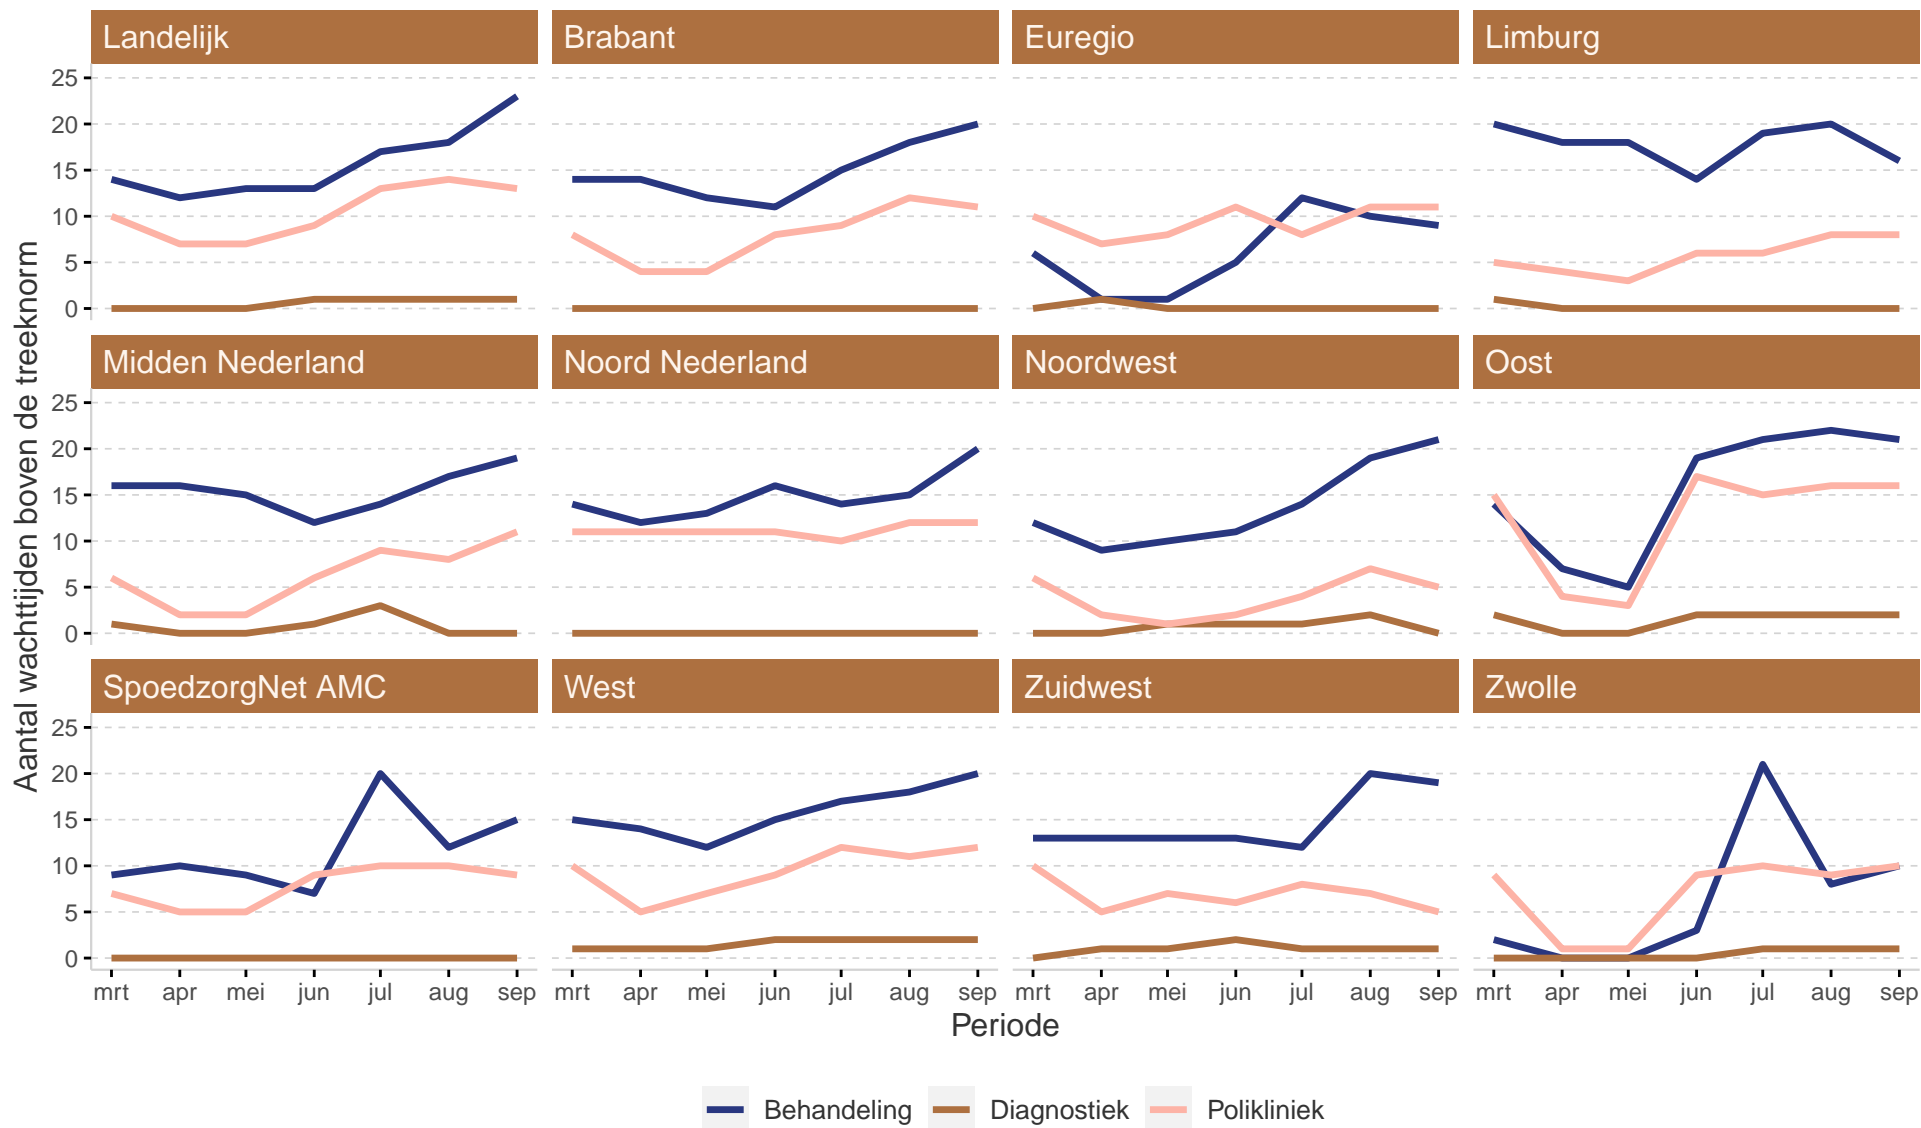 Landelijk Brabant Euregio Limburg
25
20
15
10
5
0
Midden Nederland Noord Nederland Noordwest Oost
25
20
15
10
5
0
SpoedzorgNet AMC West Zuidwest Zwolle
25
20
15
10
5
0
mrt apr mei jun jul aug sep mrt apr mei jun jul aug sep mrt apr mei jun jul aug sep mrt apr mei jun jul aug sep
Aantal wachttijden boven de treeknorm
Periode
Behandeling Diagnostiek Polikliniek